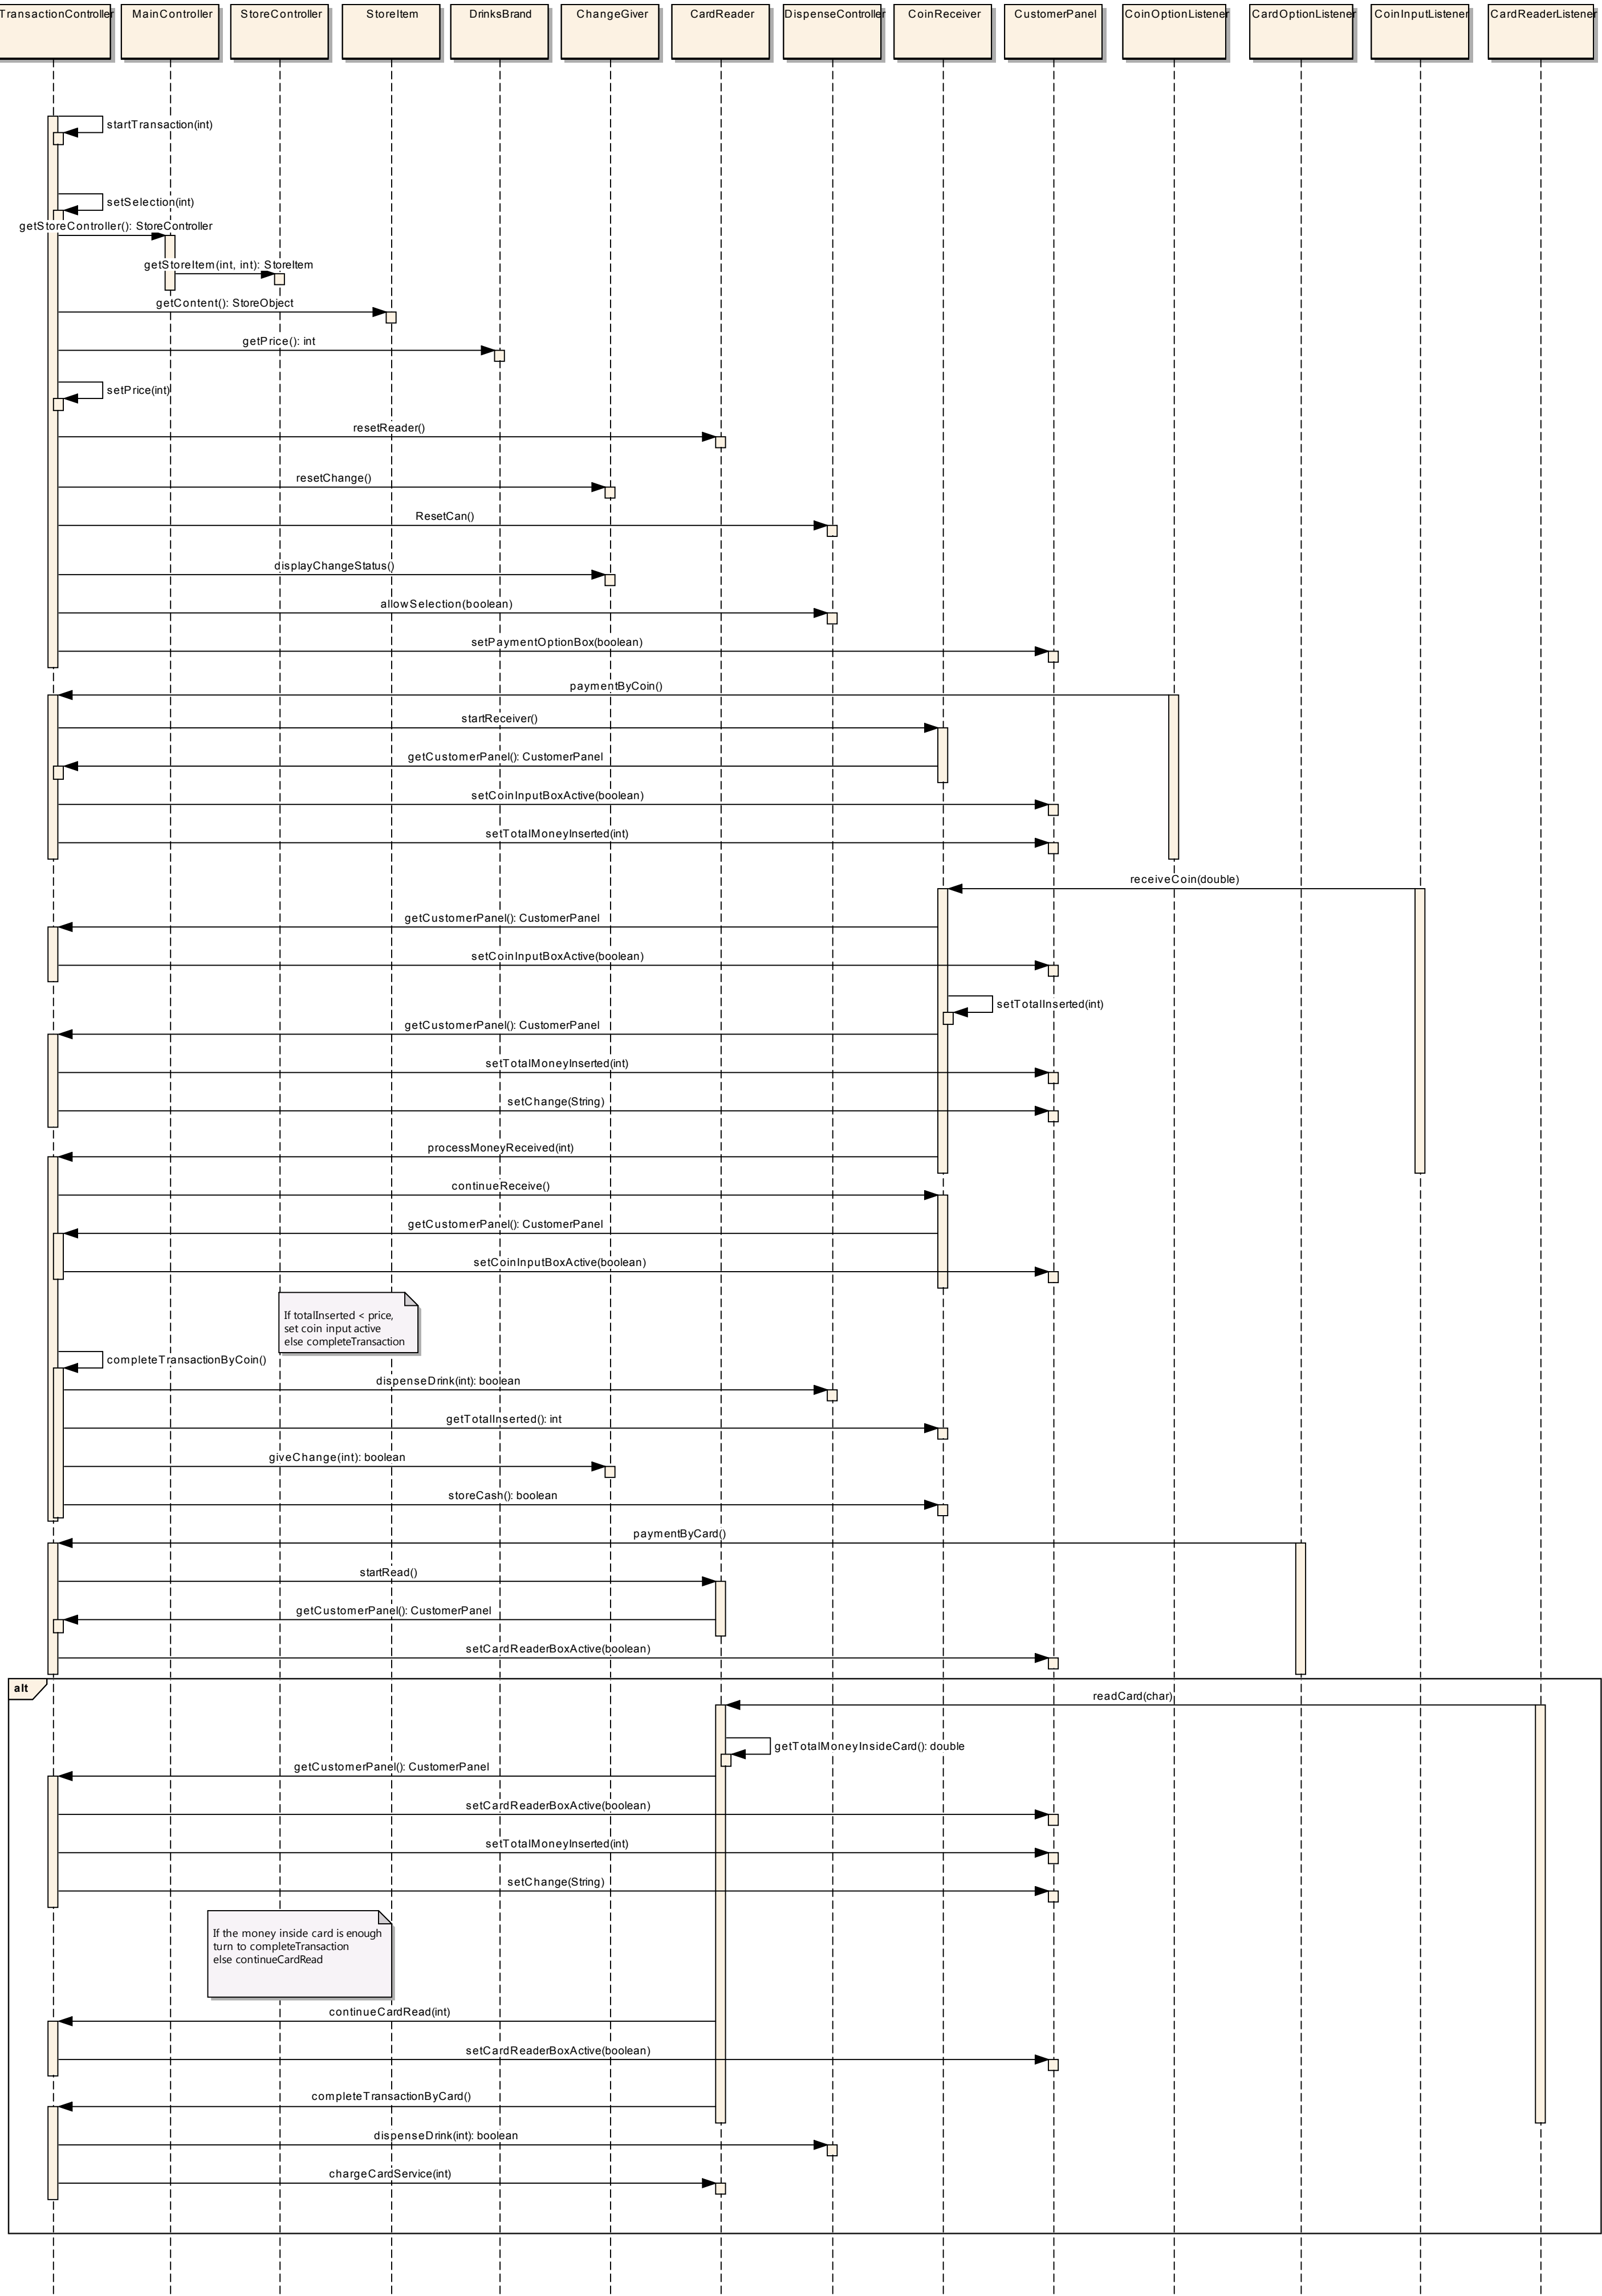 TransactionController
MainController
StoreController
StoreItem
DrinksBrand
ChangeGiver
CardReader
DispenseController
CoinReceiver
CustomerPanel
CoinOptionListener
CardOptionListener
CoinInputListener
CardReaderListener
startTransaction(int)
setSelection(int)
getStoreController(): StoreController
getStoreItem(int, int): StoreItem
getContent(): StoreObject
getPrice(): int
setPrice(int)
resetReader()
resetChange()
ResetCan()
displayChangeStatus()
allowSelection(boolean)
setPaymentOptionBox(boolean)
paymentByCoin()
startReceiver()
getCustomerPanel(): CustomerPanel
setCoinInputBoxActive(boolean)
setTotalMoneyInserted(int)
receiveCoin(double)
getCustomerPanel(): CustomerPanel
setCoinInputBoxActive(boolean)
setTotalInserted(int)
getCustomerPanel(): CustomerPanel
setTotalMoneyInserted(int)
setChange(String)
processMoneyReceived(int)
continueReceive()
getCustomerPanel(): CustomerPanel
setCoinInputBoxActive(boolean)
If totalInserted < price,
set coin input active
else completeTransaction
completeTransactionByCoin()
dispenseDrink(int): boolean
getTotalInserted(): int
giveChange(int): boolean
storeCash(): boolean
paymentByCard()
startRead()
getCustomerPanel(): CustomerPanel
setCardReaderBoxActive(boolean)
alt
readCard(char)
getTotalMoneyInsideCard(): double
getCustomerPanel(): CustomerPanel
setCardReaderBoxActive(boolean)
setTotalMoneyInserted(int)
setChange(String)
If the money inside card is enough
turn to completeTransaction
else continueCardRead
continueCardRead(int)
setCardReaderBoxActive(boolean)
completeTransactionByCard()
dispenseDrink(int): boolean
chargeCardService(int)